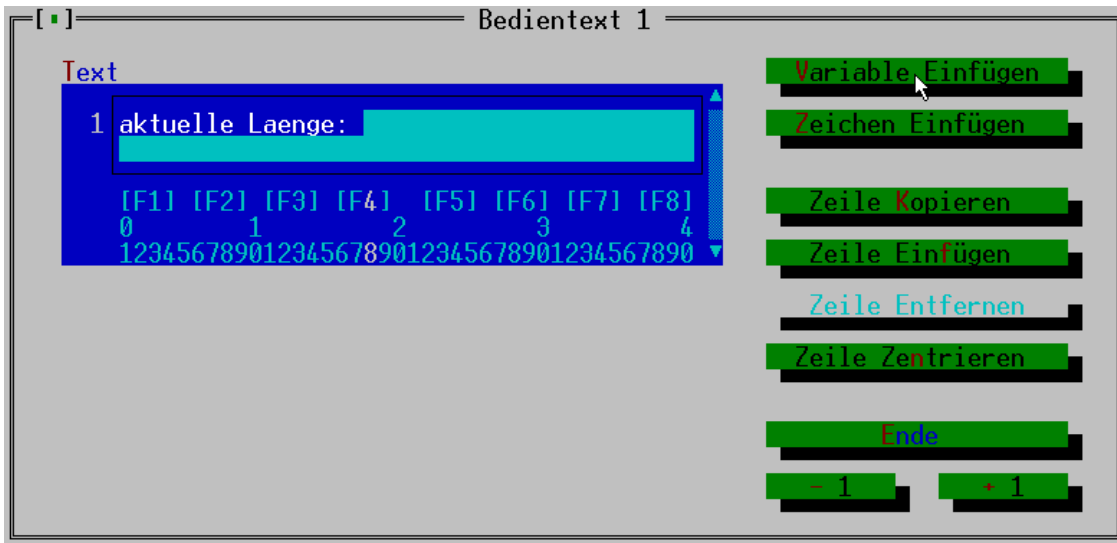 Bedientext 1
Text
1 aktuelle Laenge:
[F1] [F2] [F3] [F4] [F5] [F6] [F7] [F8]
0 1 2 3 4
1234567890123456789012345678901234567890
Variable Einfügen
Zeichen Einfügen
Zeile Kopieren
Zeile Einfügen
Zeile Entfernen
Zeile Zentrieren
Ende
- 1 + 1